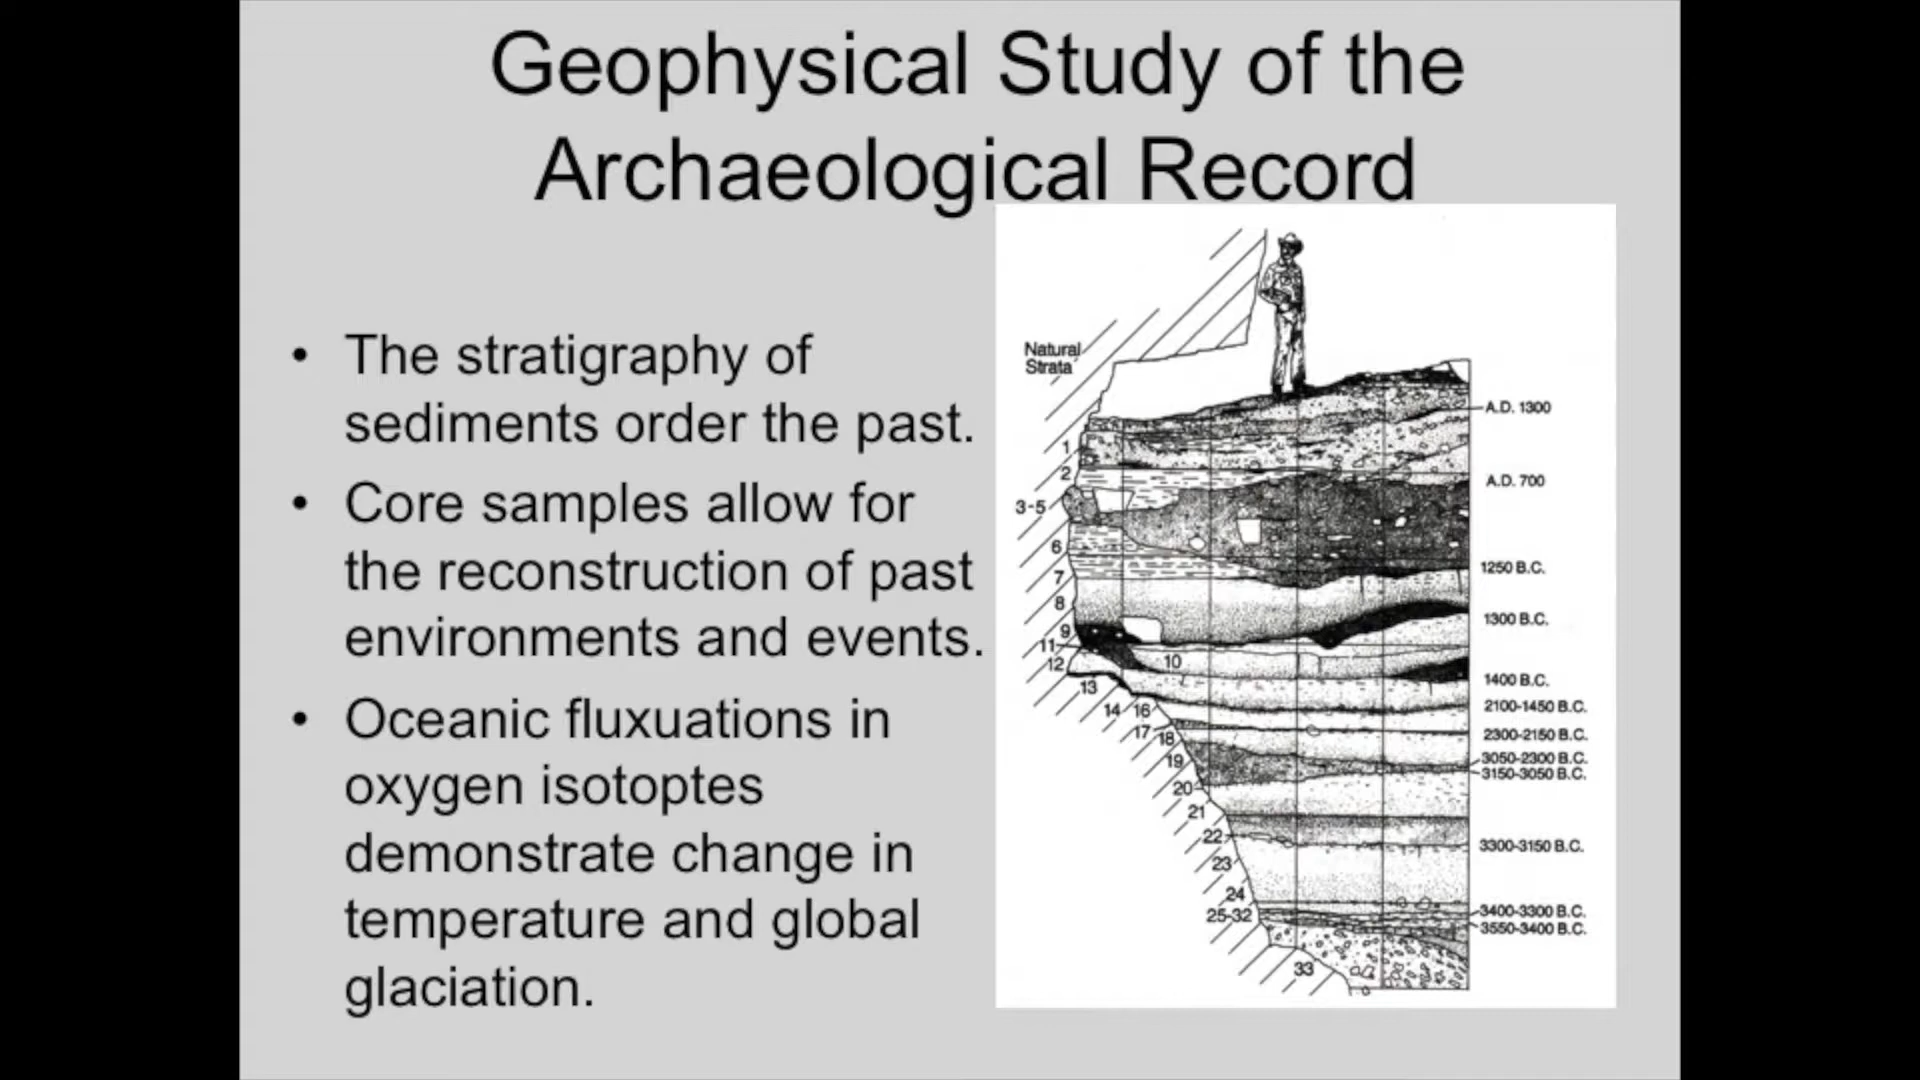 Geophysical Study of the
Archaeological Record
• The stratigraphy of
sediments order the past.
• Core samples allow for
the reconstruction of past
environments and events.
• Oceanic fluxuations in
oxygen isotoptes
demonstrate change in
temperature and global
glaciation.
Natural
Strata
1
2
3-5
6
7
8
9
11
10
12
13
14
16
17
18
19
20
21
22
23
24
25-32
33
A.D. 1300
A.D. 700
1250 B.C.
1300 B.C.
1400 B.C.
2100-1450 B.C.
2300-2150 B.C.
3050-2300 B.C.
3150-3050 B.C.
3300-3150 B.C.
3400-3300 B.C.
3550-3400 B.C.